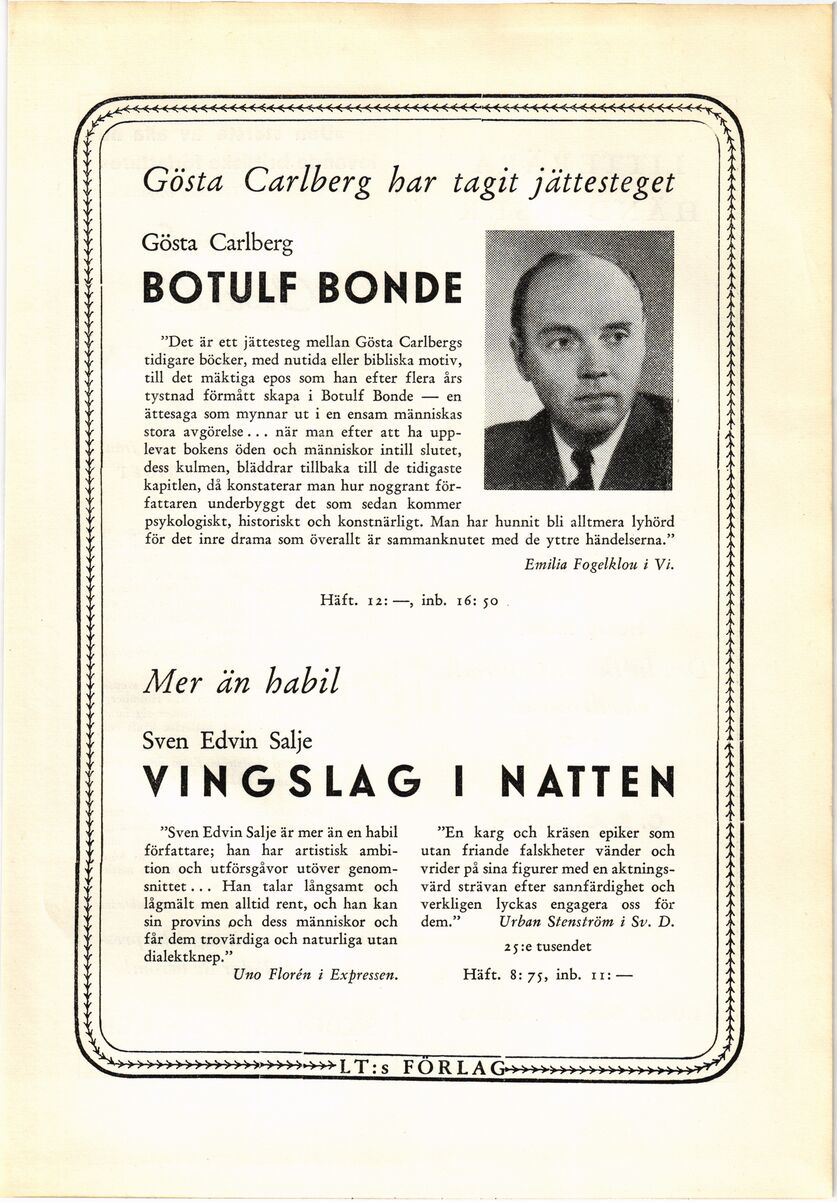 Gösta Carlberg har tagit jättesteget
Gösta Carlberg
BOTULF BONDE
"Det är ett jättesteg mellan Gösta Carlbergs
tidigare böcker, med nutida eller bibliska motiv,
till det mäktiga epos som han efter flera års
tystnad förmått skapa i Botulf Bonde — en
ättesaga som mynnar ut i en ensam människas
stora avgörelse... när man efter att ha upp-
levat bokens öden och människor intill slutet,
dess kulmen, bläddrar tillbaka till de tidigaste
kapitlen, då konstaterar man hur noggrant för-
fattaren underbyggt det som sedan kommer
psykologiskt, historiskt och konstnärligt. Man har hunnit bli alltmera lyhörd
för det inre drama som överallt är sammanknutet med de yttre händelserna."
Emilia Fogelklou i Vi.
Häft. 12: —, inb. 16: 50
Mer än habil
Sven Edvin Salje
VINGSLAG I NATTEN
"Sven Edvin Salje är mer än en habil
författare; han har artistisk ambi-
tion och utförsgåvor utöver genom-
snittet... Han talar långsamt och
lågmält men alltid rent, och han kan
sin provins och dess människor och
får dem trovärdiga och naturliga utan
dialektknep."
Uno Florén i Expressen.
"En karg och kräsen epiker som
utan friande falskheter vänder och
vrider på sina figurer med en aktnings-
värd strävan efter sannfärdighet och
verkligen lyckas engagera oss för
dem." Urban Stenström i Sv. D.
25:e tusendet
Häft. 8: 75, inb. 11: —
LT:s FÖRLAG